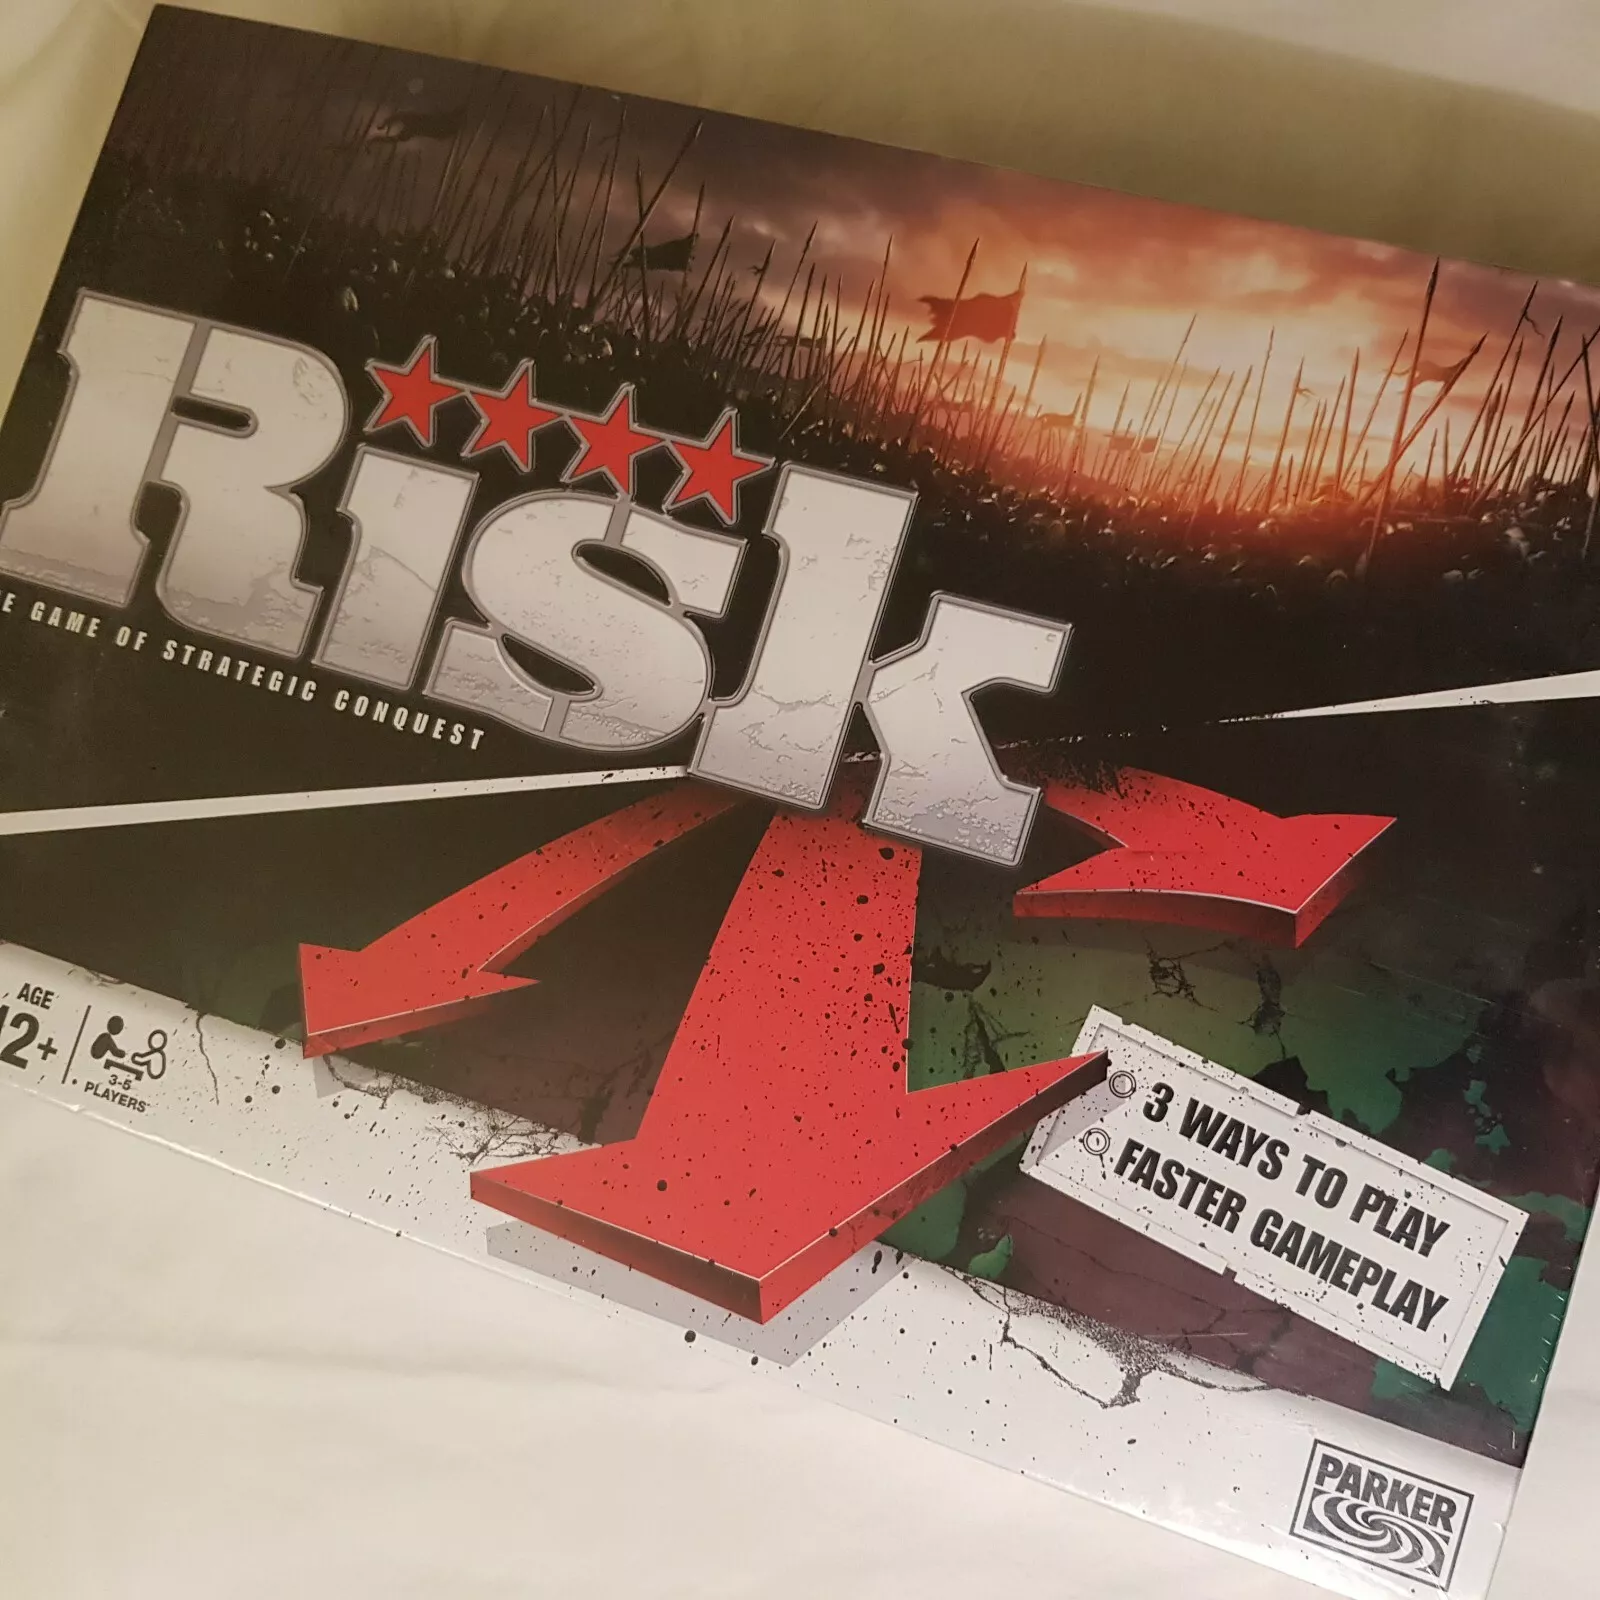 RISK
E GAME OF STRATEGIC CONQUEST
AGE
12+
3-5
PLAYERS
3 WAYS TO PLAY
FASTER GAMEPLAY
PARKER